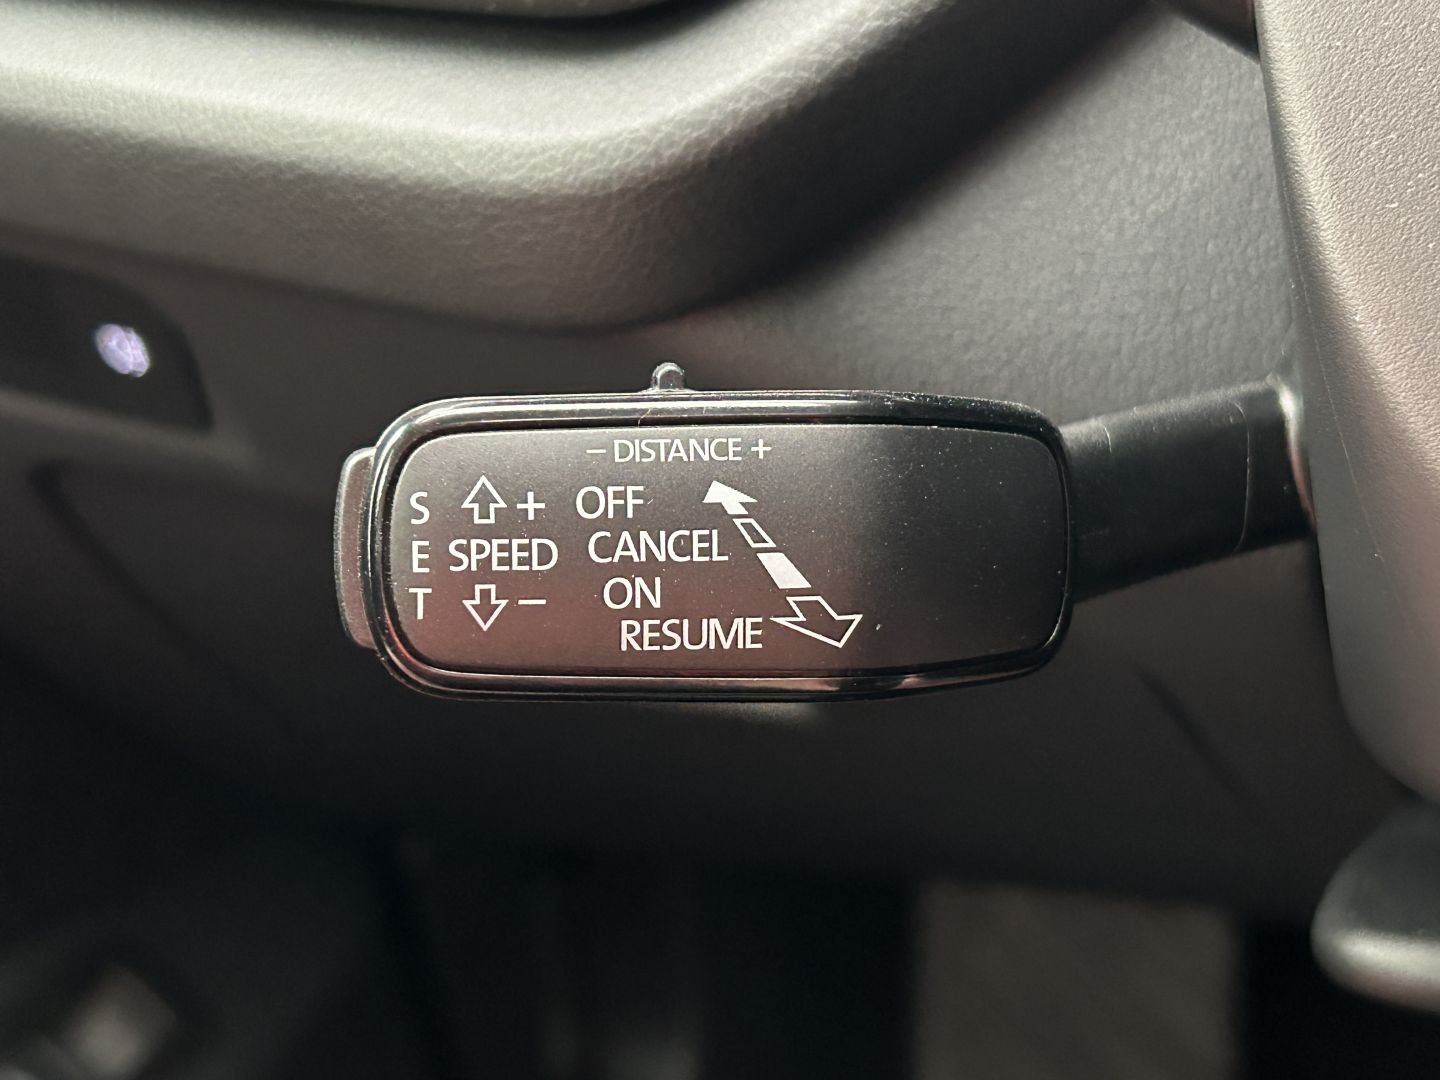 − DISTANCE +
S + OFF
E SPEED CANCEL
T − ON
RESUME